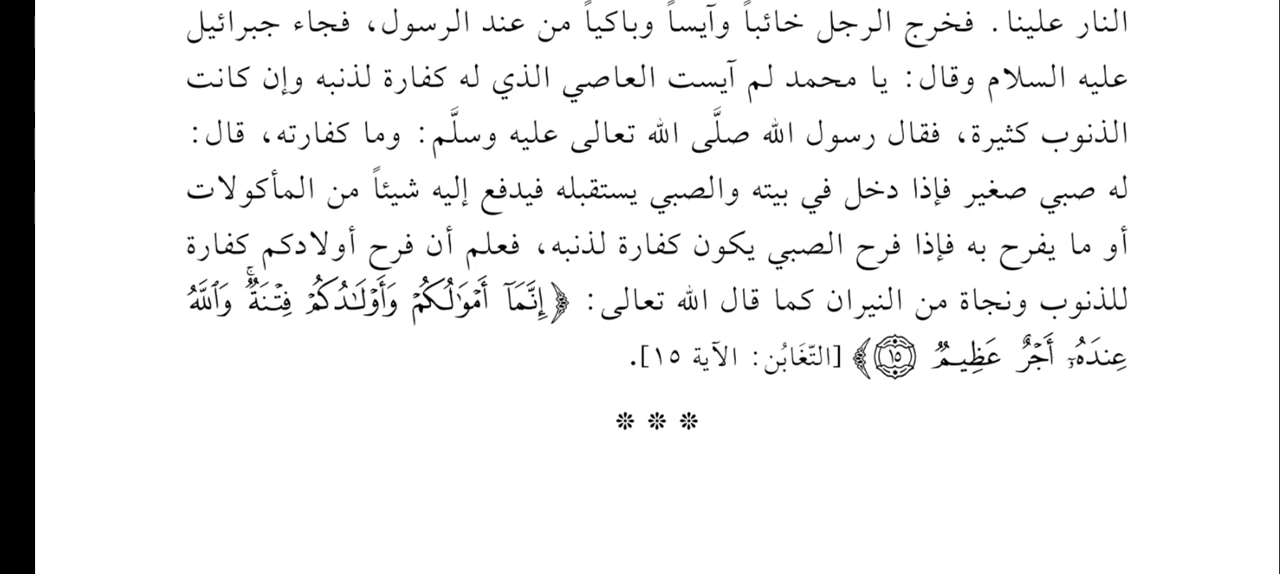 النار علينا. فخرج الرجل خائباً وآيساً وباكياً من عند الرسول، فجاء جبرائيل
عليه السلام وقال: يا محمد لم آيست العاصي الذي له كفارة لذنبه وإن كانت
الذنوب كثيرة، فقال رسول الله صلَّى الله تعالى عليه وسلَّم: وما كفارته، قال:
له صبي صغير فإذا دخل في بيته والصبي يستقبله فيدفع إليه شيئاً من المأكولات
أو ما يفرح به فإذا فرح الصبي يكون كفارة لذنبه، فعلم أن فرح أولادكم كفارة
للذنوب ونجاة من النيران كما قال الله تعالى: ﴿إِنَّمَآ أَمۡوَٰلُكُمۡ وَأَوۡلَٰدُكُمۡ فِتۡنَةٞۚ وَٱللَّهُ
عِندَهُۥٓ أَجۡرٌ عَظِيمٞ ١٥﴾ [التّغَابُن: الآية ١٥].
❊ ❊ ❊